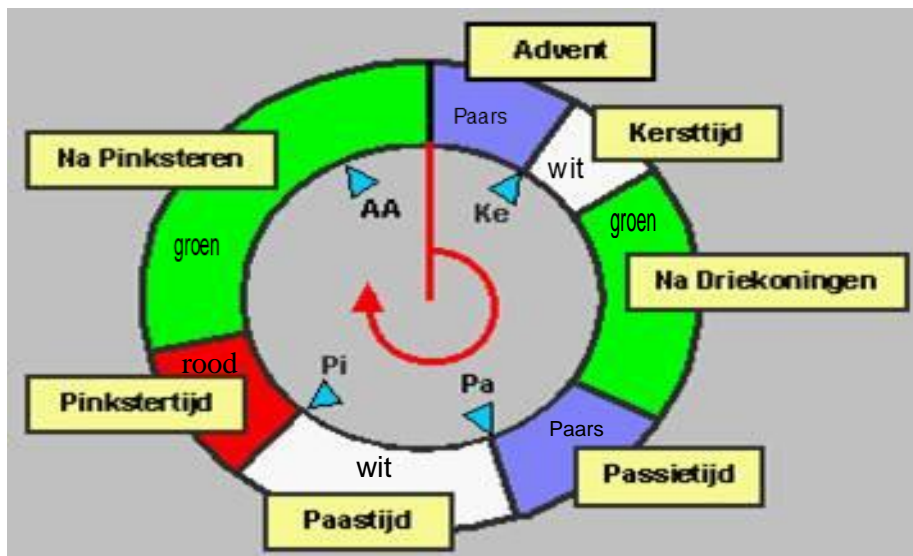 Advent
Paars
Kersttijd
wit
Na Pinksteren
AA
Ke
groen
groen
Na Driekoningen
rood
Pi
Pa
Pinkstertijd
Paars
wit
Passietijd
Paastijd